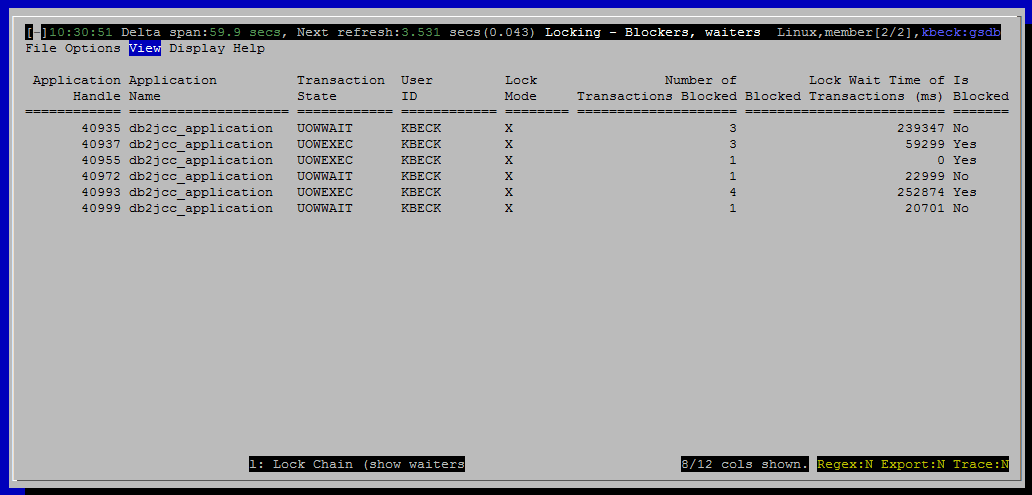 [-]10:30:51 Delta span:59.9 secs, Next refresh:3.531 secs(0.043) Locking - Blockers, waiters  Linux,member[2/2],kbeck:gsdb
File Options View Display Help
Application Application Transaction User Lock Number of Lock Wait Time of Is
Handle Name State ID Mode Transactions Blocked Blocked Transactions (ms) Blocked
============ ==================== ============ ============ ======== ==================== ========================= =======
40935 db2jcc_application UOWWAIT KBECK X 3 239347 No
40937 db2jcc_application UOWEXEC KBECK X 3 59299 Yes
40955 db2jcc_application UOWEXEC KBECK X 1 0 Yes
40972 db2jcc_application UOWWAIT KBECK X 1 22999 No
40993 db2jcc_application UOWEXEC KBECK X 4 252874 Yes
40999 db2jcc_application UOWWAIT KBECK X 1 20701 No
l: Lock Chain (show waiters 8/12 cols shown. Regex:N Export:N Trace:N